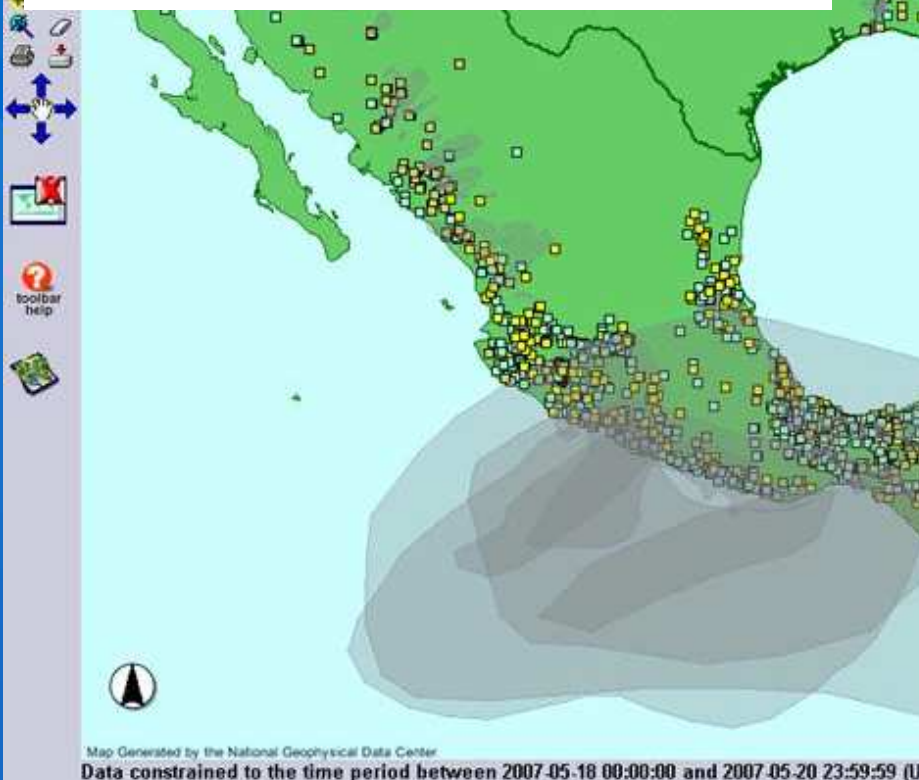 toolbar
help
Map Generated by the National Geophysical Data Center
Data constrained to the time period between 2007-05-18 00:00:00 and 2007-05-20 23:59:59